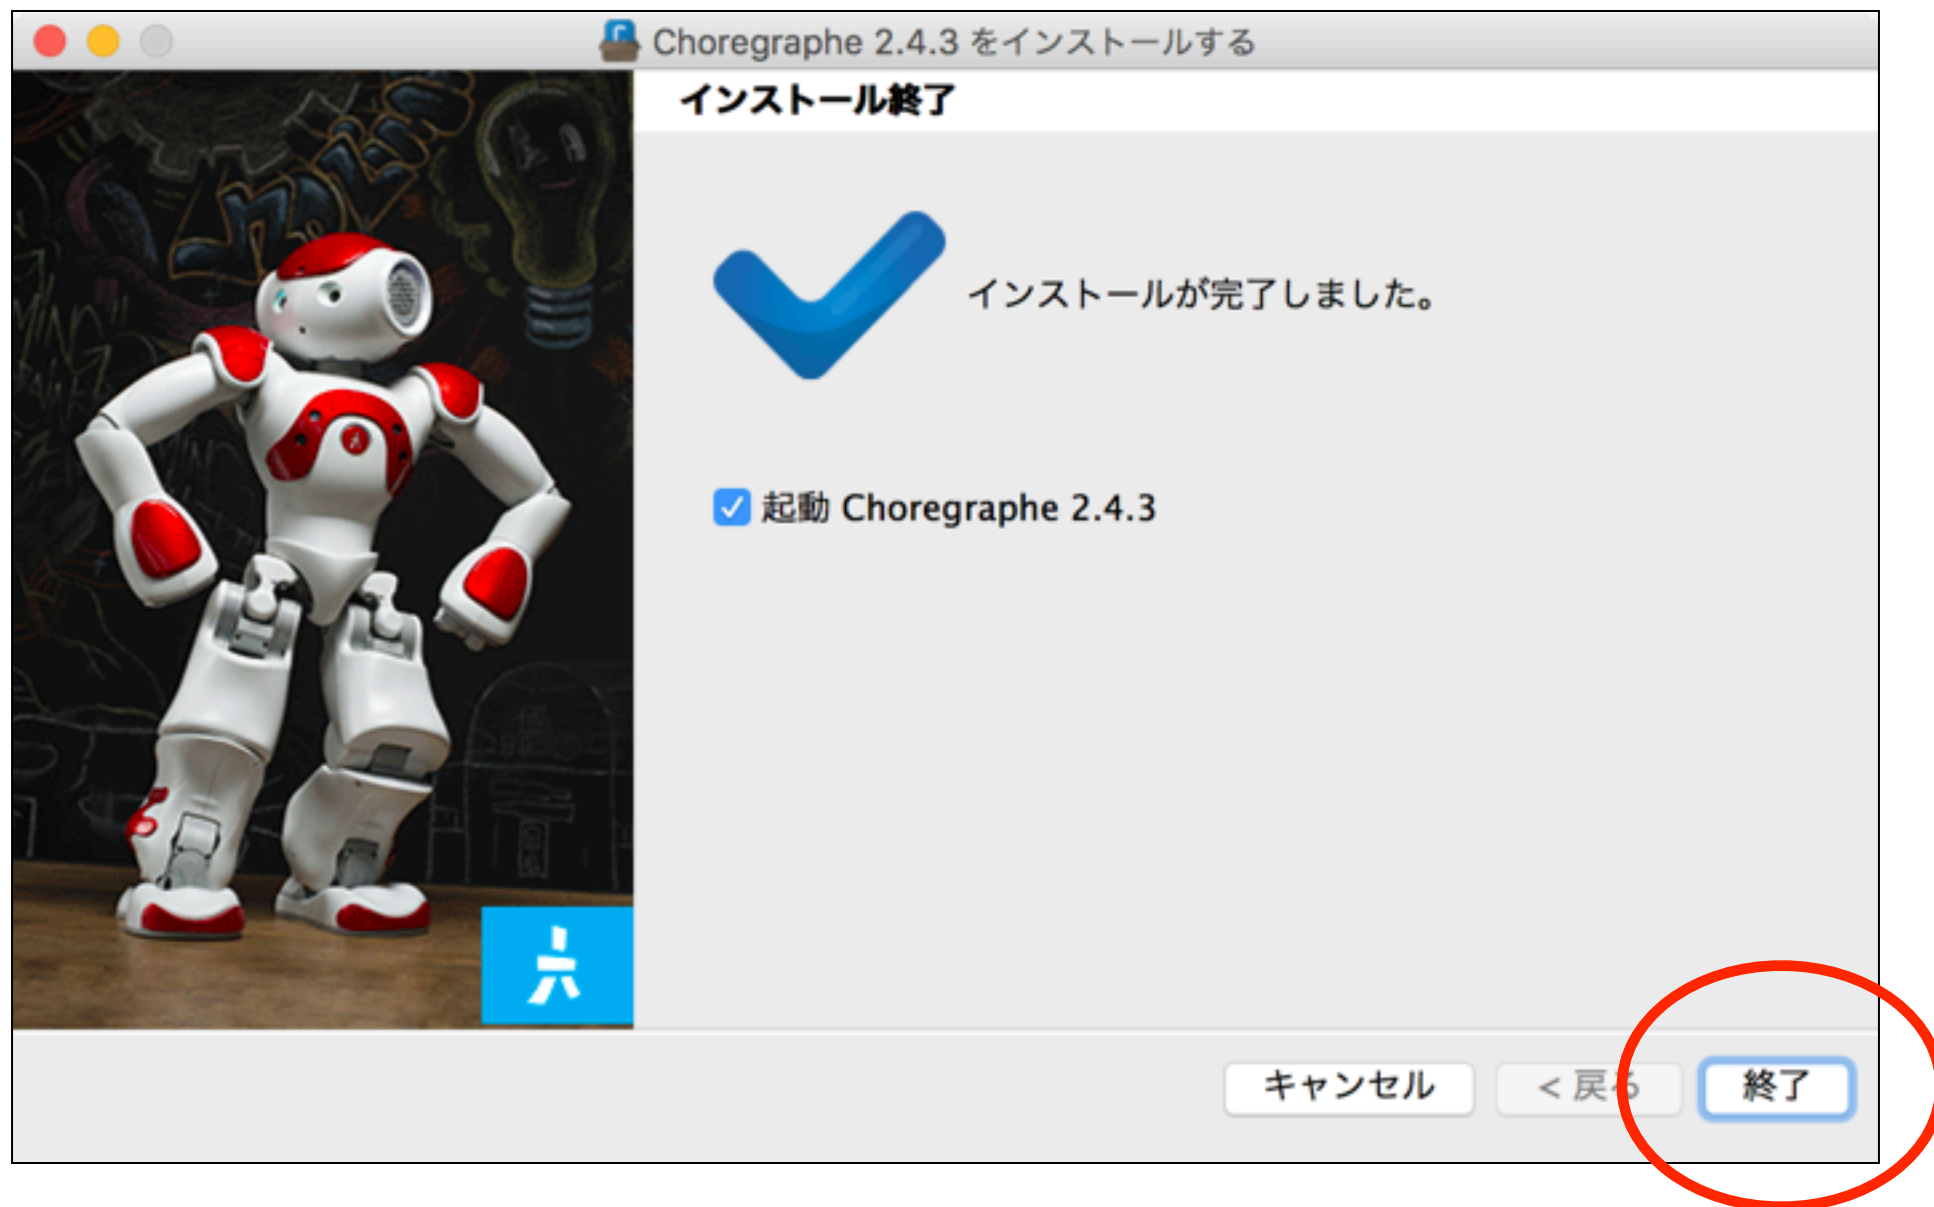 Choregraphe 2.4.3 をインストールする
インストール終了
インストールが完了しました。
起動 Choregraphe 2.4.3
キャンセル
< 戻る
終了